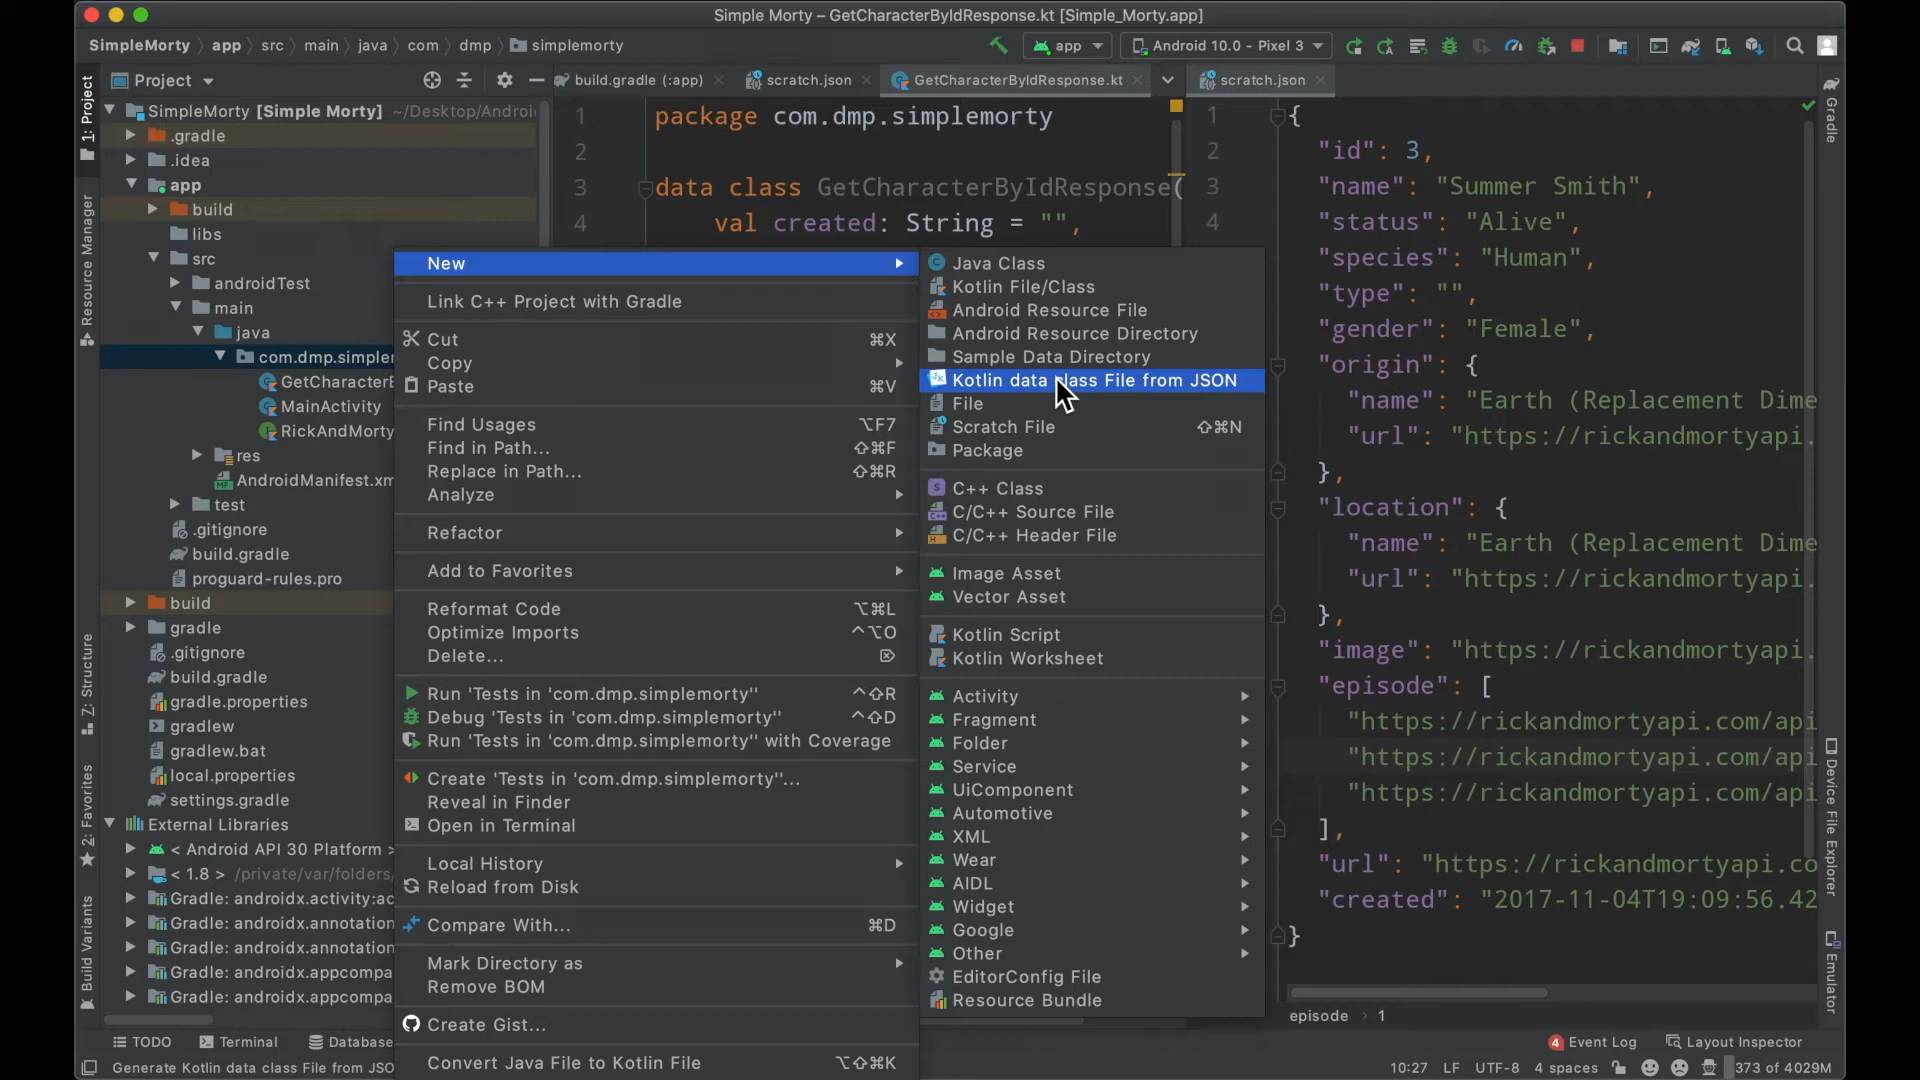 Simple Morty – GetCharacterByIdResponse.kt [Simple_Morty.app]
SimpleMorty app src main java com dmp simplemorty
app
Android 10.0 - Pixel 3
1: Project
Resource Manager
Z: Structure
2: Favorites
Build Variants
Project
build.gradle (:app)
scratch.json
GetCharacterByIdResponse.kt
scratch.json
SimpleMorty [Simple Morty] ~/Desktop/Androi
.gradle
.idea
app
build
libs
src
androidTest
main
java
com.dmp.simpler
GetCharacterE
MainActivity
RickAndMorty
res
AndroidManifest.xm
test
.gitignore
build.gradle
proguard-rules.pro
build
gradle
.gitignore
build.gradle
gradle.properties
gradlew
gradlew.bat
local.properties
settings.gradle
External Libraries
< Android API 30 Platform >
< 1.8 > /private/var/folders/
Gradle: androidx.activity:ac
Gradle: androidx.annotation
Gradle: androidx.annotation
Gradle: androidx.appcompa
Gradle: androidx.appcompa
1 package com.dmp.simplemorty
2
3 data class GetCharacterByIdResponse(
4 val created: String = "",
New
Link C++ Project with Gradle
Cut ⌘X
Copy
Paste ⌘V
Find Usages ⌥F7
Find in Path... ⇧⌘F
Replace in Path... ⇧⌘R
Analyze
Refactor
Add to Favorites
Reformat Code ⌥⌘L
Optimize Imports ^⌥O
Delete... ⌦
Run 'Tests in 'com.dmp.simplemorty'' ^⇧R
Debug 'Tests in 'com.dmp.simplemorty'' ^⇧D
Run 'Tests in 'com.dmp.simplemorty'' with Coverage
Create 'Tests in 'com.dmp.simplemorty''...
Reveal in Finder
Open in Terminal
Local History
Reload from Disk
Compare With... ⌘D
Mark Directory as
Remove BOM
Create Gist...
Convert Java File to Kotlin File ⌥⇧⌘K
Java Class
Kotlin File/Class
Android Resource File
Android Resource Directory
Sample Data Directory
Kotlin data class File from JSON
File
Scratch File ⇧⌘N
Package
C++ Class
C/C++ Source File
C/C++ Header File
Image Asset
Vector Asset
Kotlin Script
Kotlin Worksheet
Activity
Fragment
Folder
Service
UiComponent
Automotive
XML
Wear
AIDL
Widget
Google
Other
EditorConfig File
Resource Bundle
1 {
2 "id": 3,
3 "name": "Summer Smith",
4 "status": "Alive",
"species": "Human",
"type": "",
"gender": "Female",
"origin": {
"name": "Earth (Replacement Dime
"url": "https://rickandmortyapi.
},
"location": {
"name": "Earth (Replacement Dime
"url": "https://rickandmortyapi.
},
"image": "https://rickandmortyapi.
"episode": [
"https://rickandmortyapi.com/api
"https://rickandmortyapi.com/api
"https://rickandmortyapi.com/api
],
"url": "https://rickandmortyapi.co
"created": "2017-11-04T19:09:56.42
}
episode 1
Gradle
Device File Explorer
Emulator
TODO
Terminal
Database
4 Event Log
Layout Inspector
Generate Kotlin data class File from JSO
10:27 LF UTF-8 4 spaces
373 of 4029M